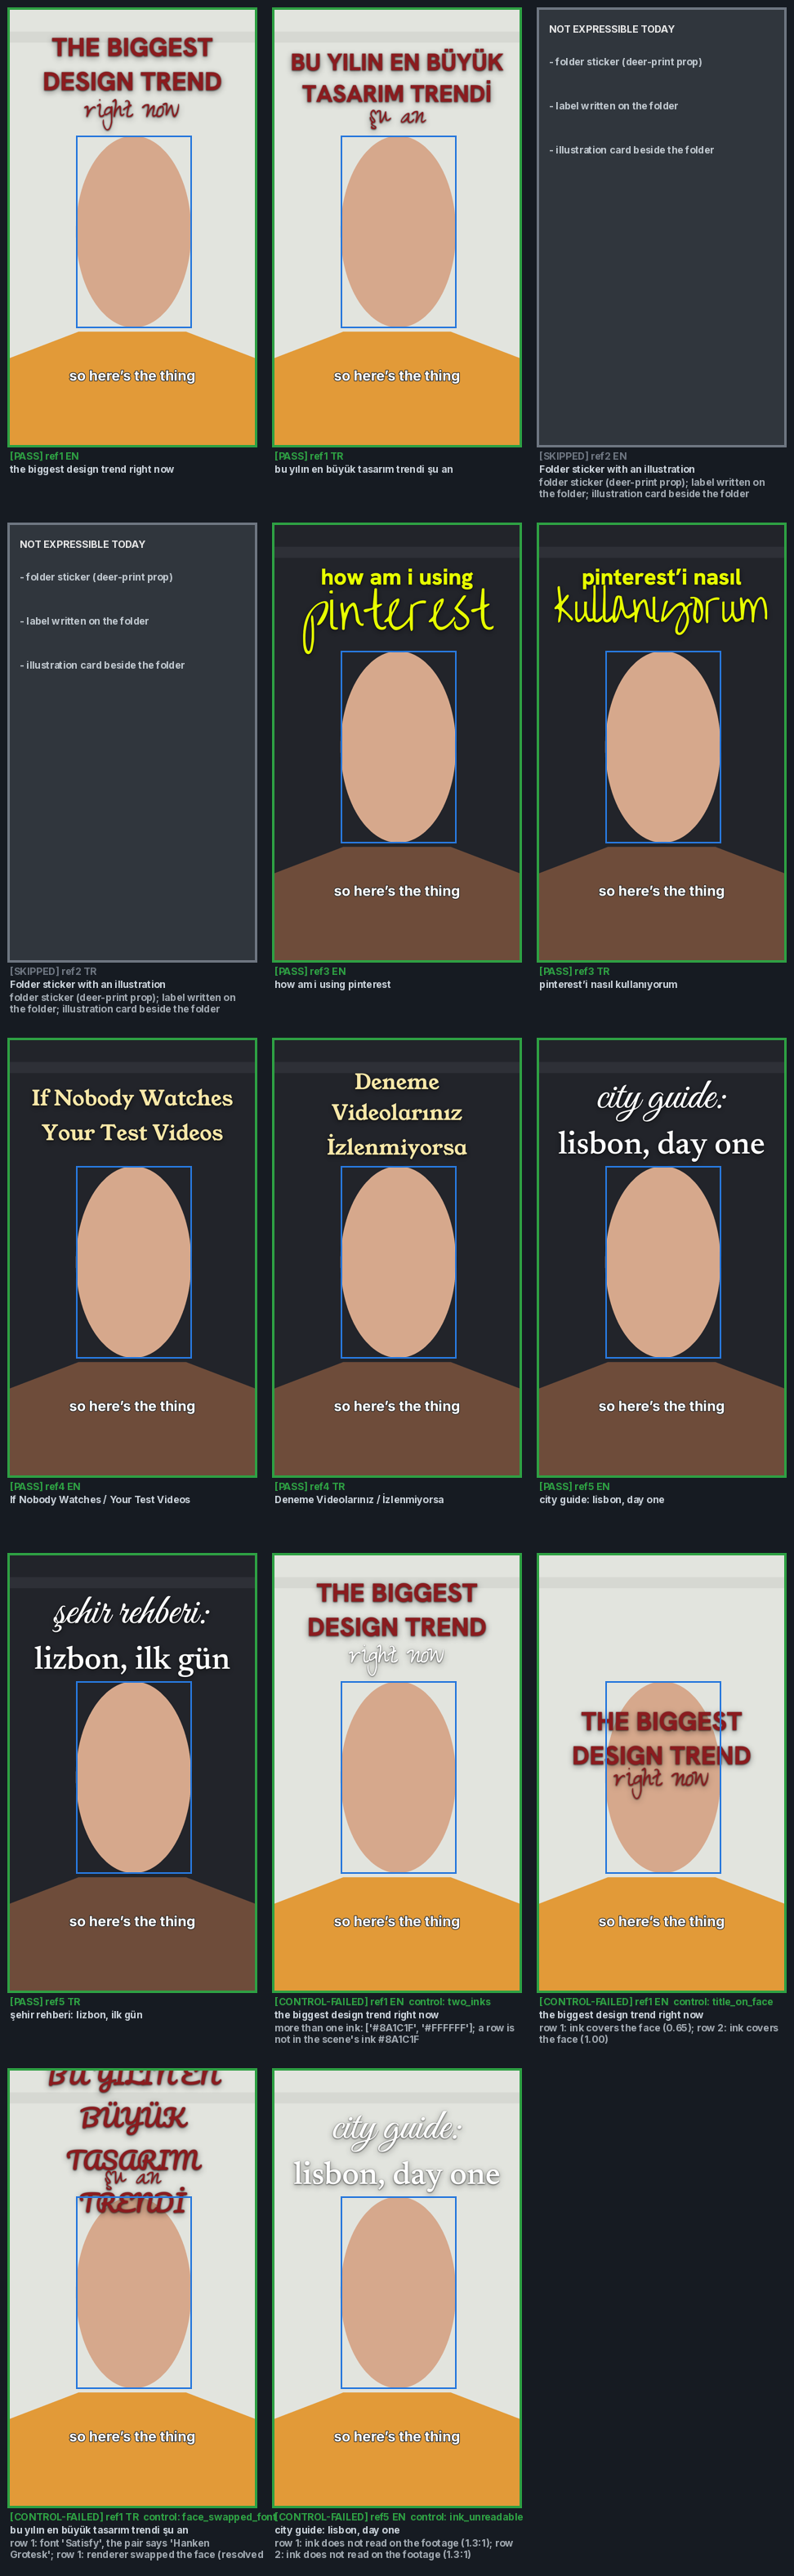 THE BIGGEST
DESIGN TREND
right now
so here's the thing
[PASS] ref1 EN
the biggest design trend right now
BU YILIN EN BÜYÜK
TASARIM TRENDİ
şu an
so here's the thing
[PASS] ref1 TR
bu yılın en büyük tasarım trendi şu an
NOT EXPRESSIBLE TODAY
- folder sticker (deer-print prop)
- label written on the folder
- illustration card beside the folder
[SKIPPED] ref2 EN
Folder sticker with an illustration
folder sticker (deer-print prop); label written on
the folder; illustration card beside the folder
NOT EXPRESSIBLE TODAY
- folder sticker (deer-print prop)
- label written on the folder
- illustration card beside the folder
[SKIPPED] ref2 TR
Folder sticker with an illustration
folder sticker (deer-print prop); label written on
the folder; illustration card beside the folder
how am i using
pinterest
so here's the thing
[PASS] ref3 EN
how am i using pinterest
pinterest'i nasıl
kullanıyorum
so here's the thing
[PASS] ref3 TR
pinterest'i nasıl kullanıyorum
If Nobody Watches
Your Test Videos
so here's the thing
[PASS] ref4 EN
If Nobody Watches / Your Test Videos
Deneme
Videolarınız
İzlenmiyorsa
so here's the thing
[PASS] ref4 TR
Deneme Videolarınız / İzlenmiyorsa
city guide:
lisbon, day one
so here's the thing
[PASS] ref5 EN
city guide: lisbon, day one
şehir rehberi:
lizbon, ilk gün
so here's the thing
[PASS] ref5 TR
şehir rehberi: lizbon, ilk gün
THE BIGGEST
DESIGN TREND
right now
so here's the thing
[CONTROL-FAILED] ref1 EN control: two_inks
the biggest design trend right now
more than one ink: ['#8A1C1F', '#FFFFFF']; a row is
not in the scene's ink #8A1C1F
THE BIGGEST
DESIGN TREND
right now
so here's the thing
[CONTROL-FAILED] ref1 EN control: title_on_face
the biggest design trend right now
row 1: ink covers the face (0.65); row 2: ink covers
the face (1.00)
BU YILIN EN
BÜYÜK
TASARIM
şu an
TRENDİ
so here's the thing
[CONTROL-FAILED] ref1 TR control: face_swapped_font
bu yılın en büyük tasarım trendi şu an
row 1: font 'Satisfy', the pair says 'Hanken
Grotesk'; row 1: renderer swapped the face (resolved
city guide:
lisbon, day one
so here's the thing
[CONTROL-FAILED] ref5 EN control: ink_unreadable
city guide: lisbon, day one
row 1: ink does not read on the footage (1.3:1); row
2: ink does not read on the footage (1.3:1)